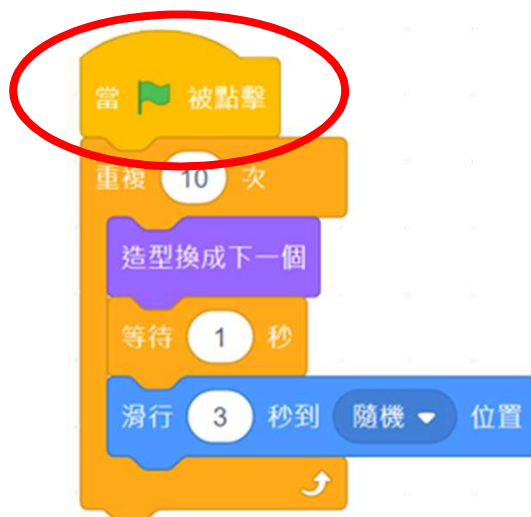 當 被點擊
重複 10 次
造型換成下一個
等待 1 秒
滑行 3 秒到 隨機 位置